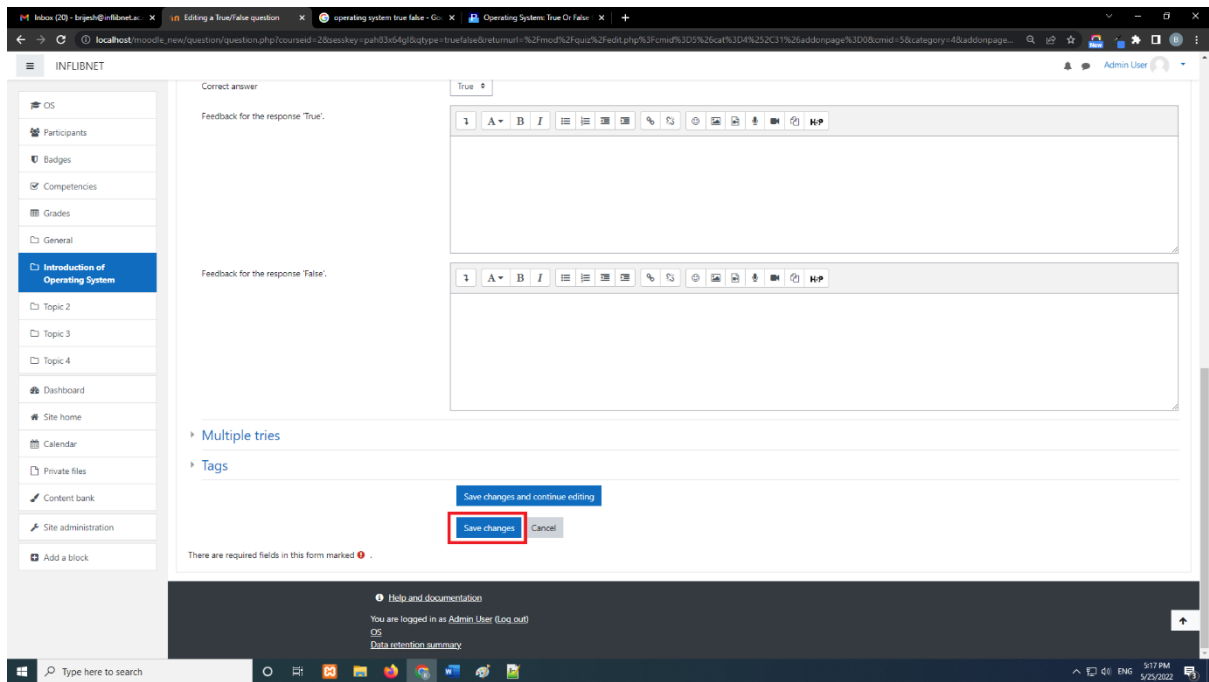 Inbox (20) - brijesh@inflibnet.ac. Editing a True/False question operating system true false - Goo Operating System: True Or False
localhost/moodle_new/question/question.php?courseid=2&sesskey=pah83x64gl&qtype=truefalse&returnurl=%2Fmod%2Fquiz%2Fedit.php%3Fcmid%3D5%26cat%3D4%252C31%26addonpage%3D0&cmid=5&category=4&addonpage...
New
B
INFLIBNET
Admin User
OS
Participants
Badges
Competencies
Grades
General
Introduction of
Operating System
Topic 2
Topic 3
Topic 4
Dashboard
Site home
Calendar
Private files
Content bank
Site administration
Add a block
Correct answer True
Feedback for the response 'True'.
A B I H-P
Feedback for the response 'False'.
A B I H-P
Multiple tries
Tags
Save changes and continue editing
Save changes Cancel
There are required fields in this form marked .
Help and documentation
You are logged in as Admin User (Log out)
OS
Data retention summary
Type here to search
ENG
5:17 PM
5/25/2022